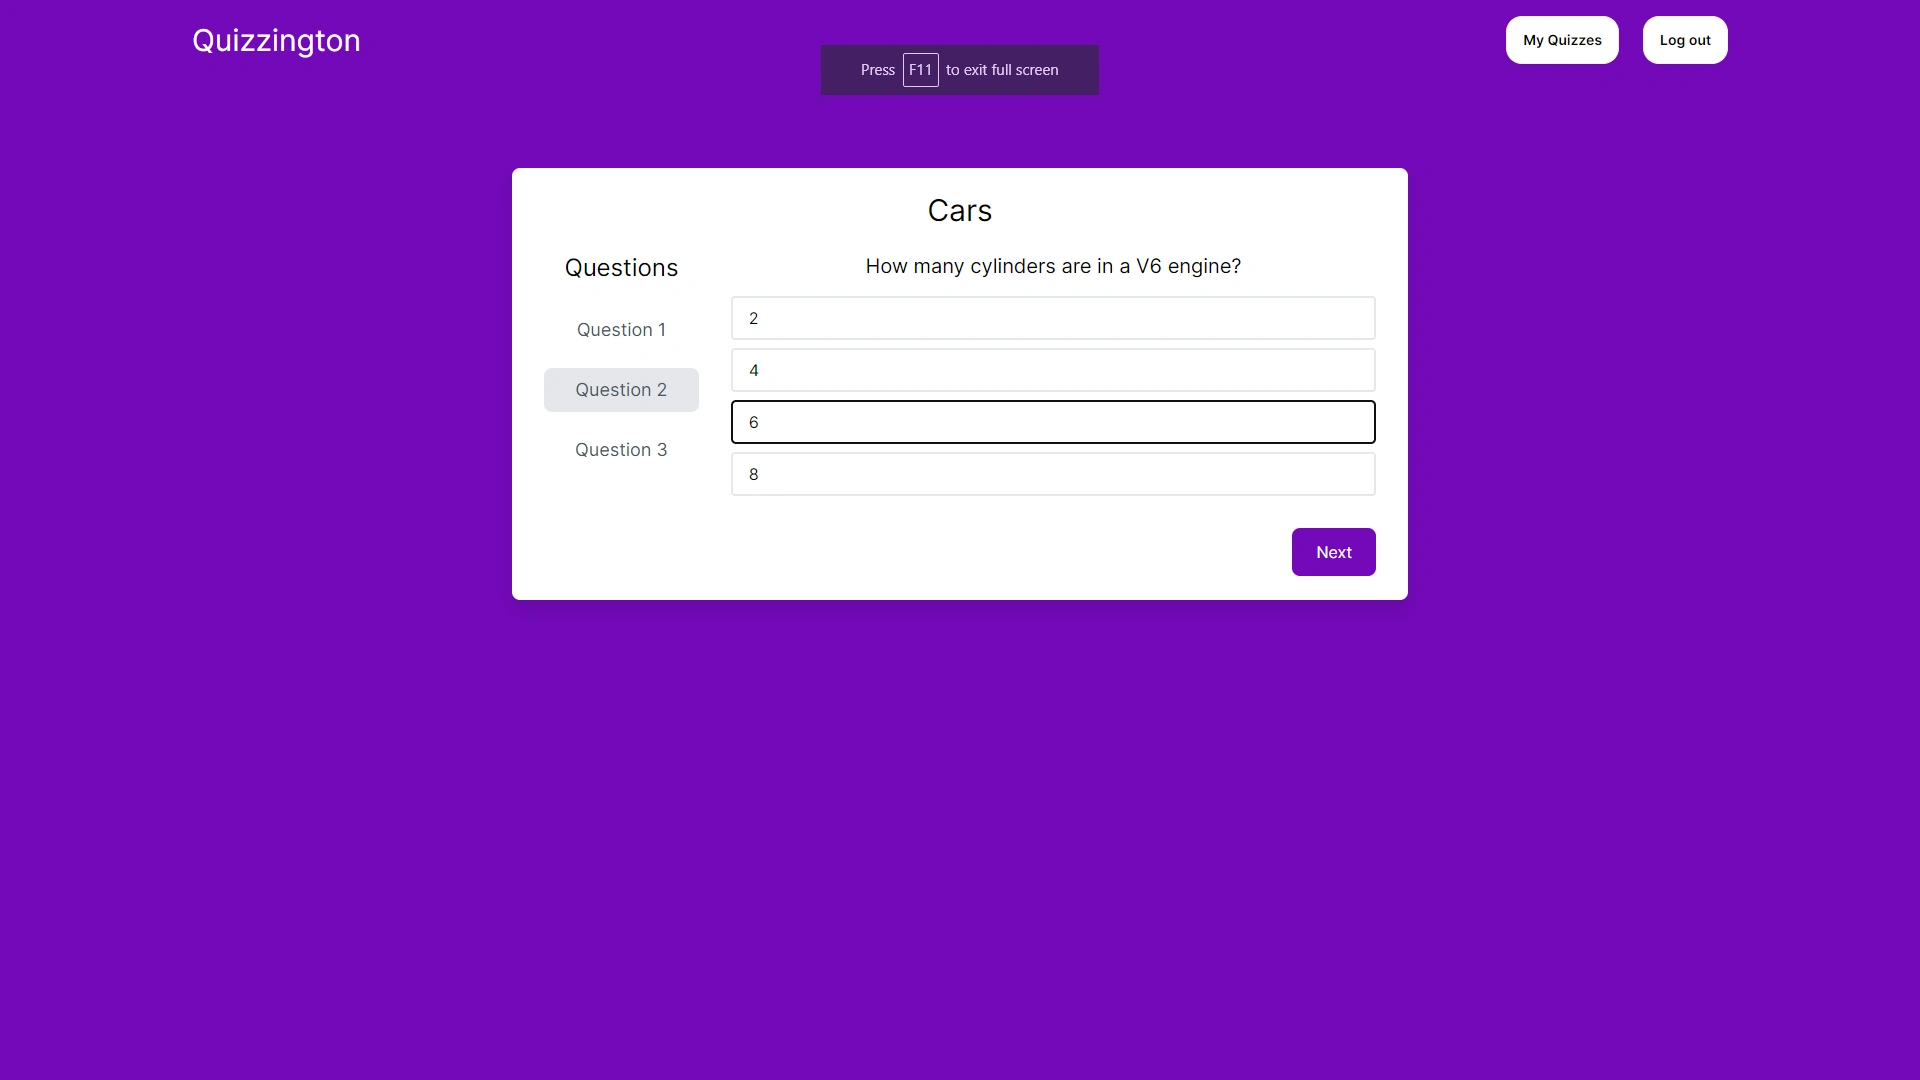 Quizzington
My Quizzes
Log out
Press F11 to exit full screen
Cars
Questions
Question 1
Question 2
Question 3
How many cylinders are in a V6 engine?
2
4
6
8
Next